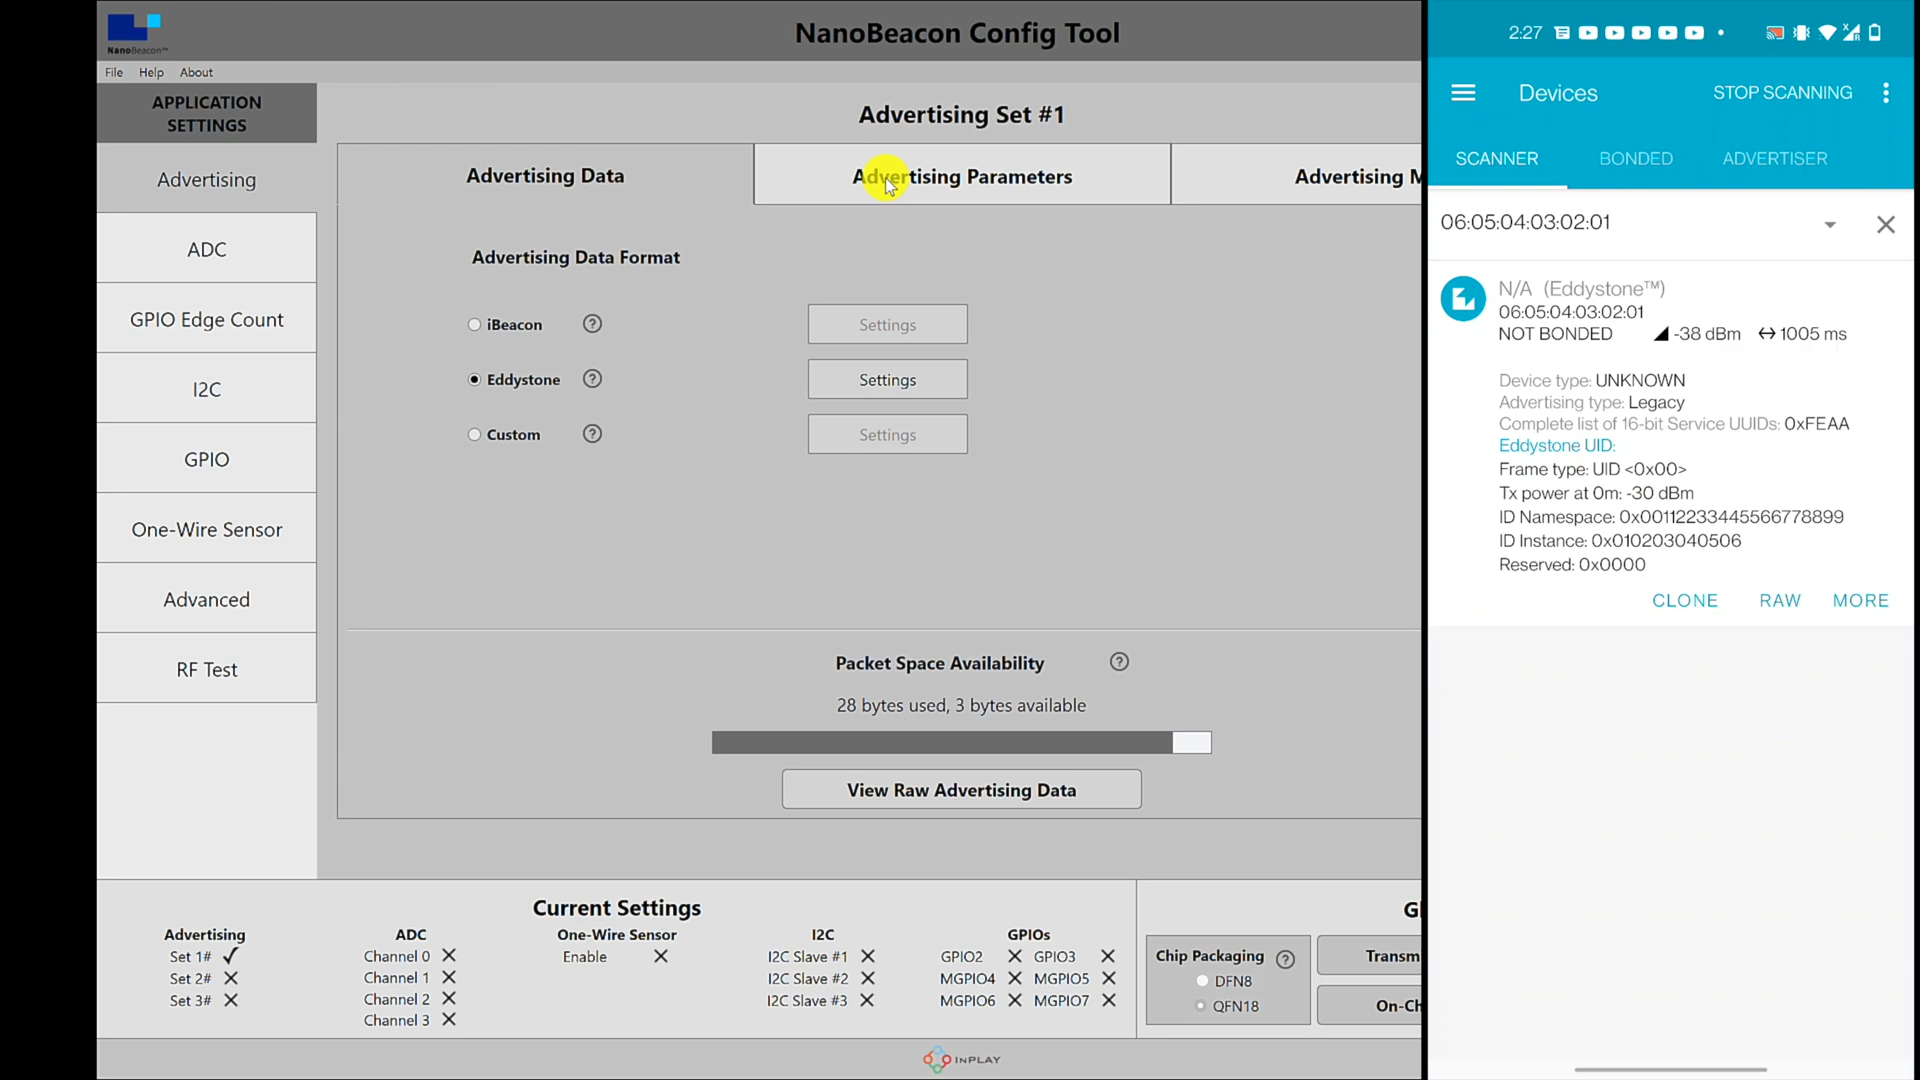 NanoBeacon™
NanoBeacon Config Tool
File Help About
APPLICATION
SETTINGS
Advertising
ADC
GPIO Edge Count
I2C
GPIO
One-Wire Sensor
Advanced
RF Test
Advertising Set #1
Advertising Data
Advertising Parameters
Advertising M
Advertising Data Format
iBeacon ? Settings
Eddystone ? Settings
Custom ? Settings
Packet Space Availability ?
28 bytes used, 3 bytes available
View Raw Advertising Data
Current Settings
Advertising
Set 1#
Set 2#
Set 3#
ADC
Channel 0
Channel 1
Channel 2
Channel 3
One-Wire Sensor
Enable
I2C
I2C Slave #1
I2C Slave #2
I2C Slave #3
GPIOs
GPIO2 GPIO3
MGPIO4 MGPIO5
MGPIO6 MGPIO7
Chip Packaging ?
DFN8
QFN18
Transm
On-Ch
INPLAY
2:27
Devices STOP SCANNING
SCANNER BONDED ADVERTISER
06:05:04:03:02:01
N/A (Eddystone™)
06:05:04:03:02:01
NOT BONDED -38 dBm ↔ 1005 ms
Device type: UNKNOWN
Advertising type: Legacy
Complete list of 16-bit Service UUIDs: 0xFEAA
Eddystone UID:
Frame type: UID <0x00>
Tx power at 0m: -30 dBm
ID Namespace: 0x00112233445566778899
ID Instance: 0x010203040506
Reserved: 0x0000
CLONE RAW MORE